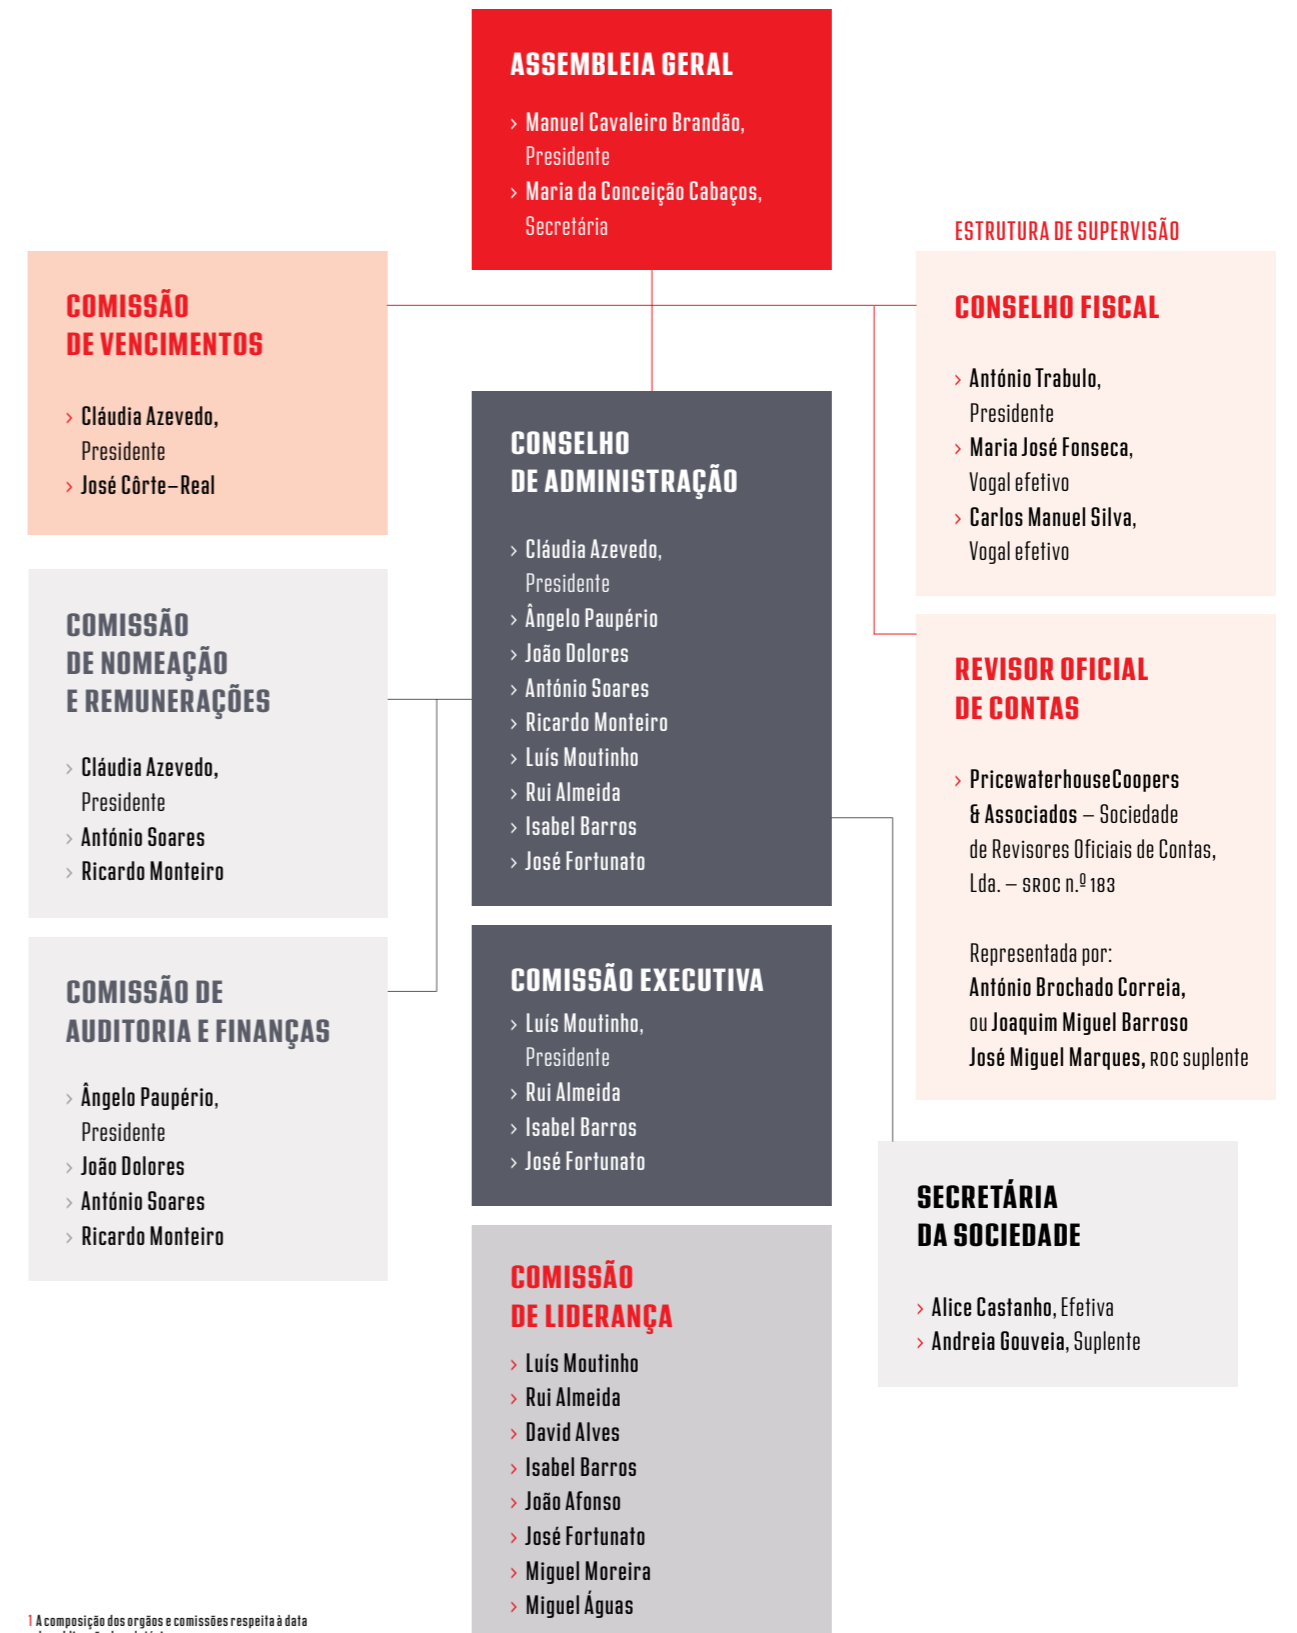 ASSEMBLEIA GERAL
› Manuel Cavaleiro Brandão,
Presidente
› Maria da Conceição Cabaços,
Secretária
COMISSÃO
DE VENCIMENTOS
› Cláudia Azevedo,
Presidente
› José Côrte–Real
ESTRUTURA DE SUPERVISÃO
CONSELHO FISCAL
› António Trabulo,
Presidente
› Maria José Fonseca,
Vogal efetivo
› Carlos Manuel Silva,
Vogal efetivo
CONSELHO
DE ADMINISTRAÇÃO
› Cláudia Azevedo,
Presidente
› Ângelo Paupério
› João Dolores
› António Soares
› Ricardo Monteiro
› Luís Moutinho
› Rui Almeida
› Isabel Barros
› José Fortunato
COMISSÃO
DE NOMEAÇÃO
E REMUNERAÇÕES
› Cláudia Azevedo,
Presidente
› António Soares
› Ricardo Monteiro
REVISOR OFICIAL
DE CONTAS
› PricewaterhouseCoopers
& Associados – Sociedade
de Revisores Oficiais de Contas,
Lda. – SROC n.º 183
Representada por:
António Brochado Correia,
ou Joaquim Miguel Barroso
José Miguel Marques, ROC suplente
COMISSÃO DE
AUDITORIA E FINANÇAS
› Ângelo Paupério,
Presidente
› João Dolores
› António Soares
› Ricardo Monteiro
COMISSÃO EXECUTIVA
› Luís Moutinho,
Presidente
› Rui Almeida
› Isabel Barros
› José Fortunato
SECRETÁRIA
DA SOCIEDADE
› Alice Castanho, Efetiva
› Andreia Gouveia, Suplente
COMISSÃO
DE LIDERANÇA
› Luís Moutinho
› Rui Almeida
› David Alves
› Isabel Barros
› João Afonso
› José Fortunato
› Miguel Moreira
› Miguel Águas
1 A composição dos orgãos e comissões respeita à data